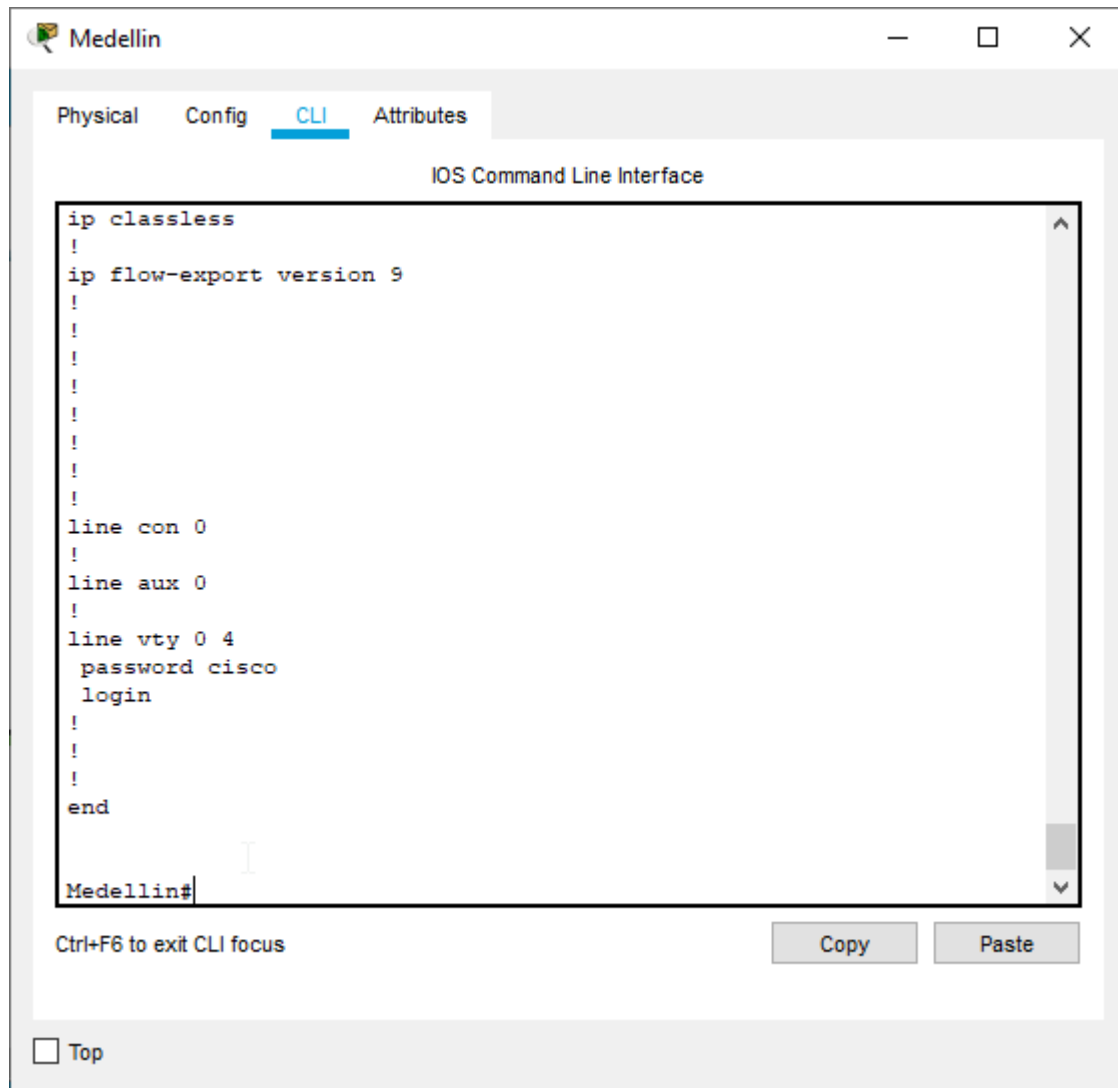 Medellin
Physical Config CLI Attributes
IOS Command Line Interface
ip classless
!
ip flow-export version 9
!
!
!
!
!
!
!
!
line con 0
!
line aux 0
!
line vty 0 4
 password cisco
 login
!
!
!
end
Medellin#
Ctrl+F6 to exit CLI focus
Copy Paste
Top